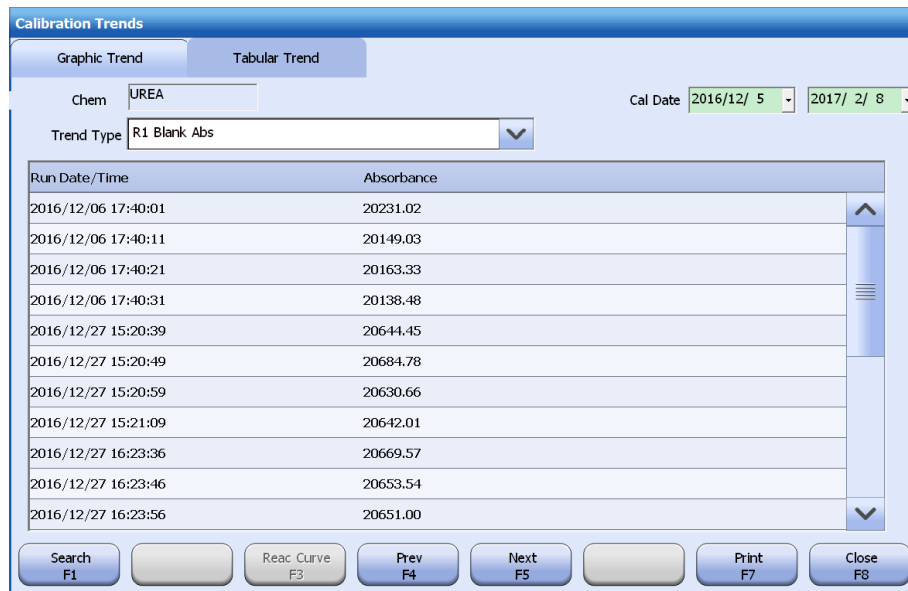 Calibration Trends
Graphic Trend Tabular Trend
Chem UREA Cal Date 2016/12/ 5 2017/ 2/ 8
Trend Type R1 Blank Abs
Run Date/Time Absorbance
2016/12/06 17:40:01 20231.02
2016/12/06 17:40:11 20149.03
2016/12/06 17:40:21 20163.33
2016/12/06 17:40:31 20138.48
2016/12/27 15:20:39 20644.45
2016/12/27 15:20:49 20684.78
2016/12/27 15:20:59 20630.66
2016/12/27 15:21:09 20642.01
2016/12/27 16:23:36 20669.57
2016/12/27 16:23:46 20653.54
2016/12/27 16:23:56 20651.00
Search Reac Curve Prev Next Print Close
F1 F3 F4 F5 F7 F8